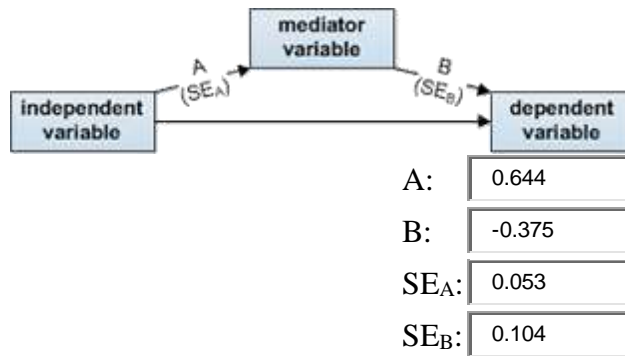 mediator
variable
A
(SEA)
B
(SEB)
independent
variable
dependent
variable
A: 0.644
B: -0.375
SEA: 0.053
SEB: 0.104